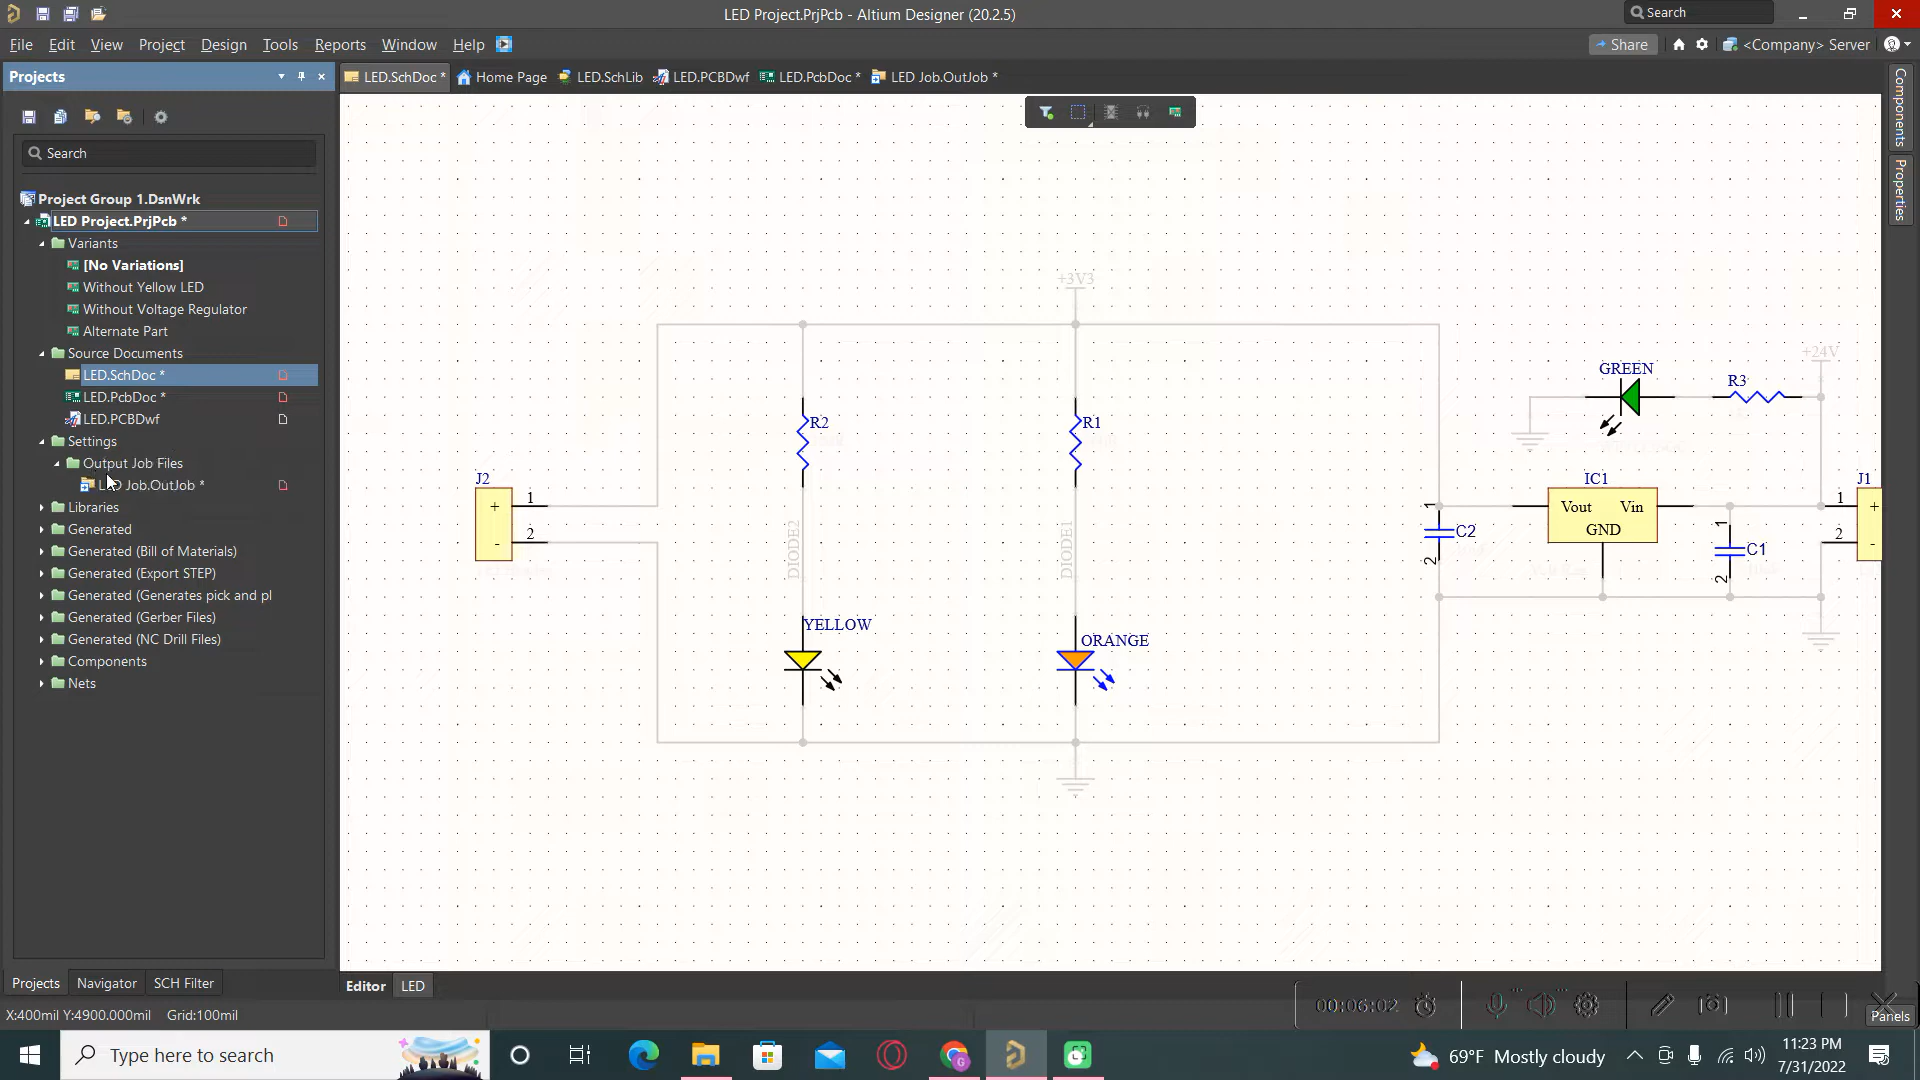 LED Project.PrjPcb - Altium Designer (20.2.5)
Search
File Edit View Project Design Tools Reports Window Help
Share
<Company> Server
Projects
LED.SchDoc * Home Page LED.SchLib LED.PCBDwf LED.PcbDoc * LED Job.OutJob *
Components
Properties
Search
Project Group 1.DsnWrk
LED Project.PrjPcb *
Variants
[No Variations]
Without Yellow LED
Without Voltage Regulator
Alternate Part
Source Documents
LED.SchDoc *
LED.PcbDoc *
LED.PCBDwf
Settings
Output Job Files
LED Job.OutJob *
Libraries
Generated
Generated (Bill of Materials)
Generated (Export STEP)
Generated (Generates pick and pl
Generated (Gerber Files)
Generated (NC Drill Files)
Components
Nets
+3V3
+24V
GREEN
R3
R2
R1
J2
+ 1
- 2
DIODE2
DIODE1
YELLOW
ORANGE
1
C2
2
IC1
Vout Vin
GND
1
C1
2
J1
1 +
2 -
Projects Navigator SCH Filter
Editor LED
X:400mil Y:4900.000mil Grid:100mil
00:06:02
Panels
Type here to search
69°F Mostly cloudy
11:23 PM
7/31/2022